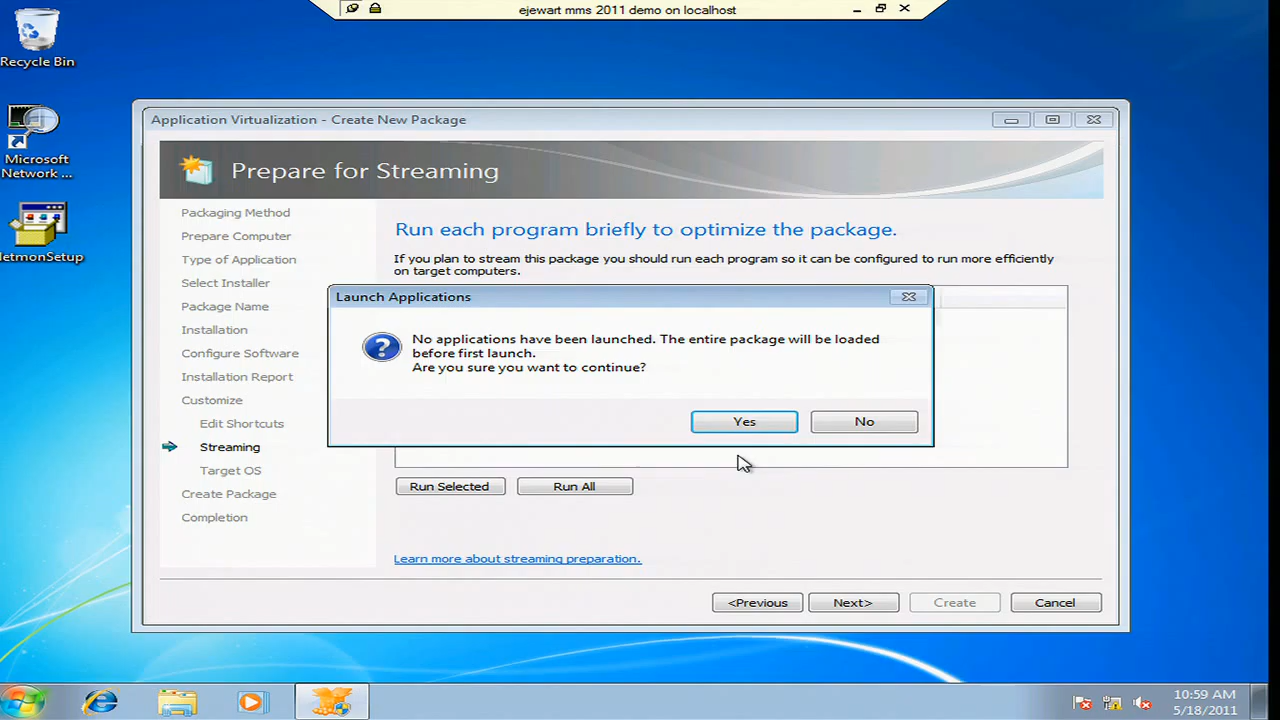 ejewart mms 2011 demo on localhost
Recycle Bin
Microsoft
Network ...
letmonSetup
Application Virtualization - Create New Package
Prepare for Streaming
Packaging Method
Prepare Computer
Type of Application
Select Installer
Package Name
Installation
Configure Software
Installation Report
Customize
Edit Shortcuts
Streaming
Target OS
Create Package
Completion
Run each program briefly to optimize the package.
If you plan to stream this package you should run each program so it can be configured to run more efficiently
on target computers.
Launch Applications
No applications have been launched. The entire package will be loaded
before first launch.
Are you sure you want to continue?
Yes
No
Run Selected
Run All
Learn more about streaming preparation.
<Previous
Next>
Create
Cancel
10:59 AM
5/18/2011